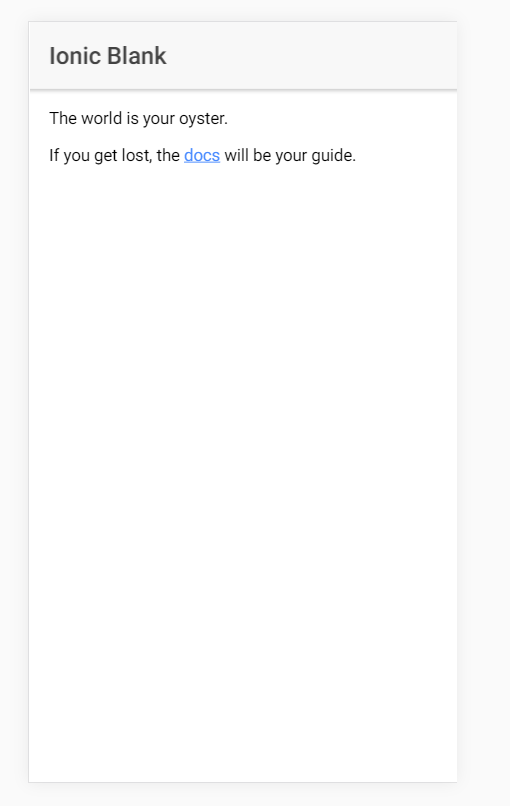 Ionic Blank
The world is your oyster.
If you get lost, the docs will be your guide.